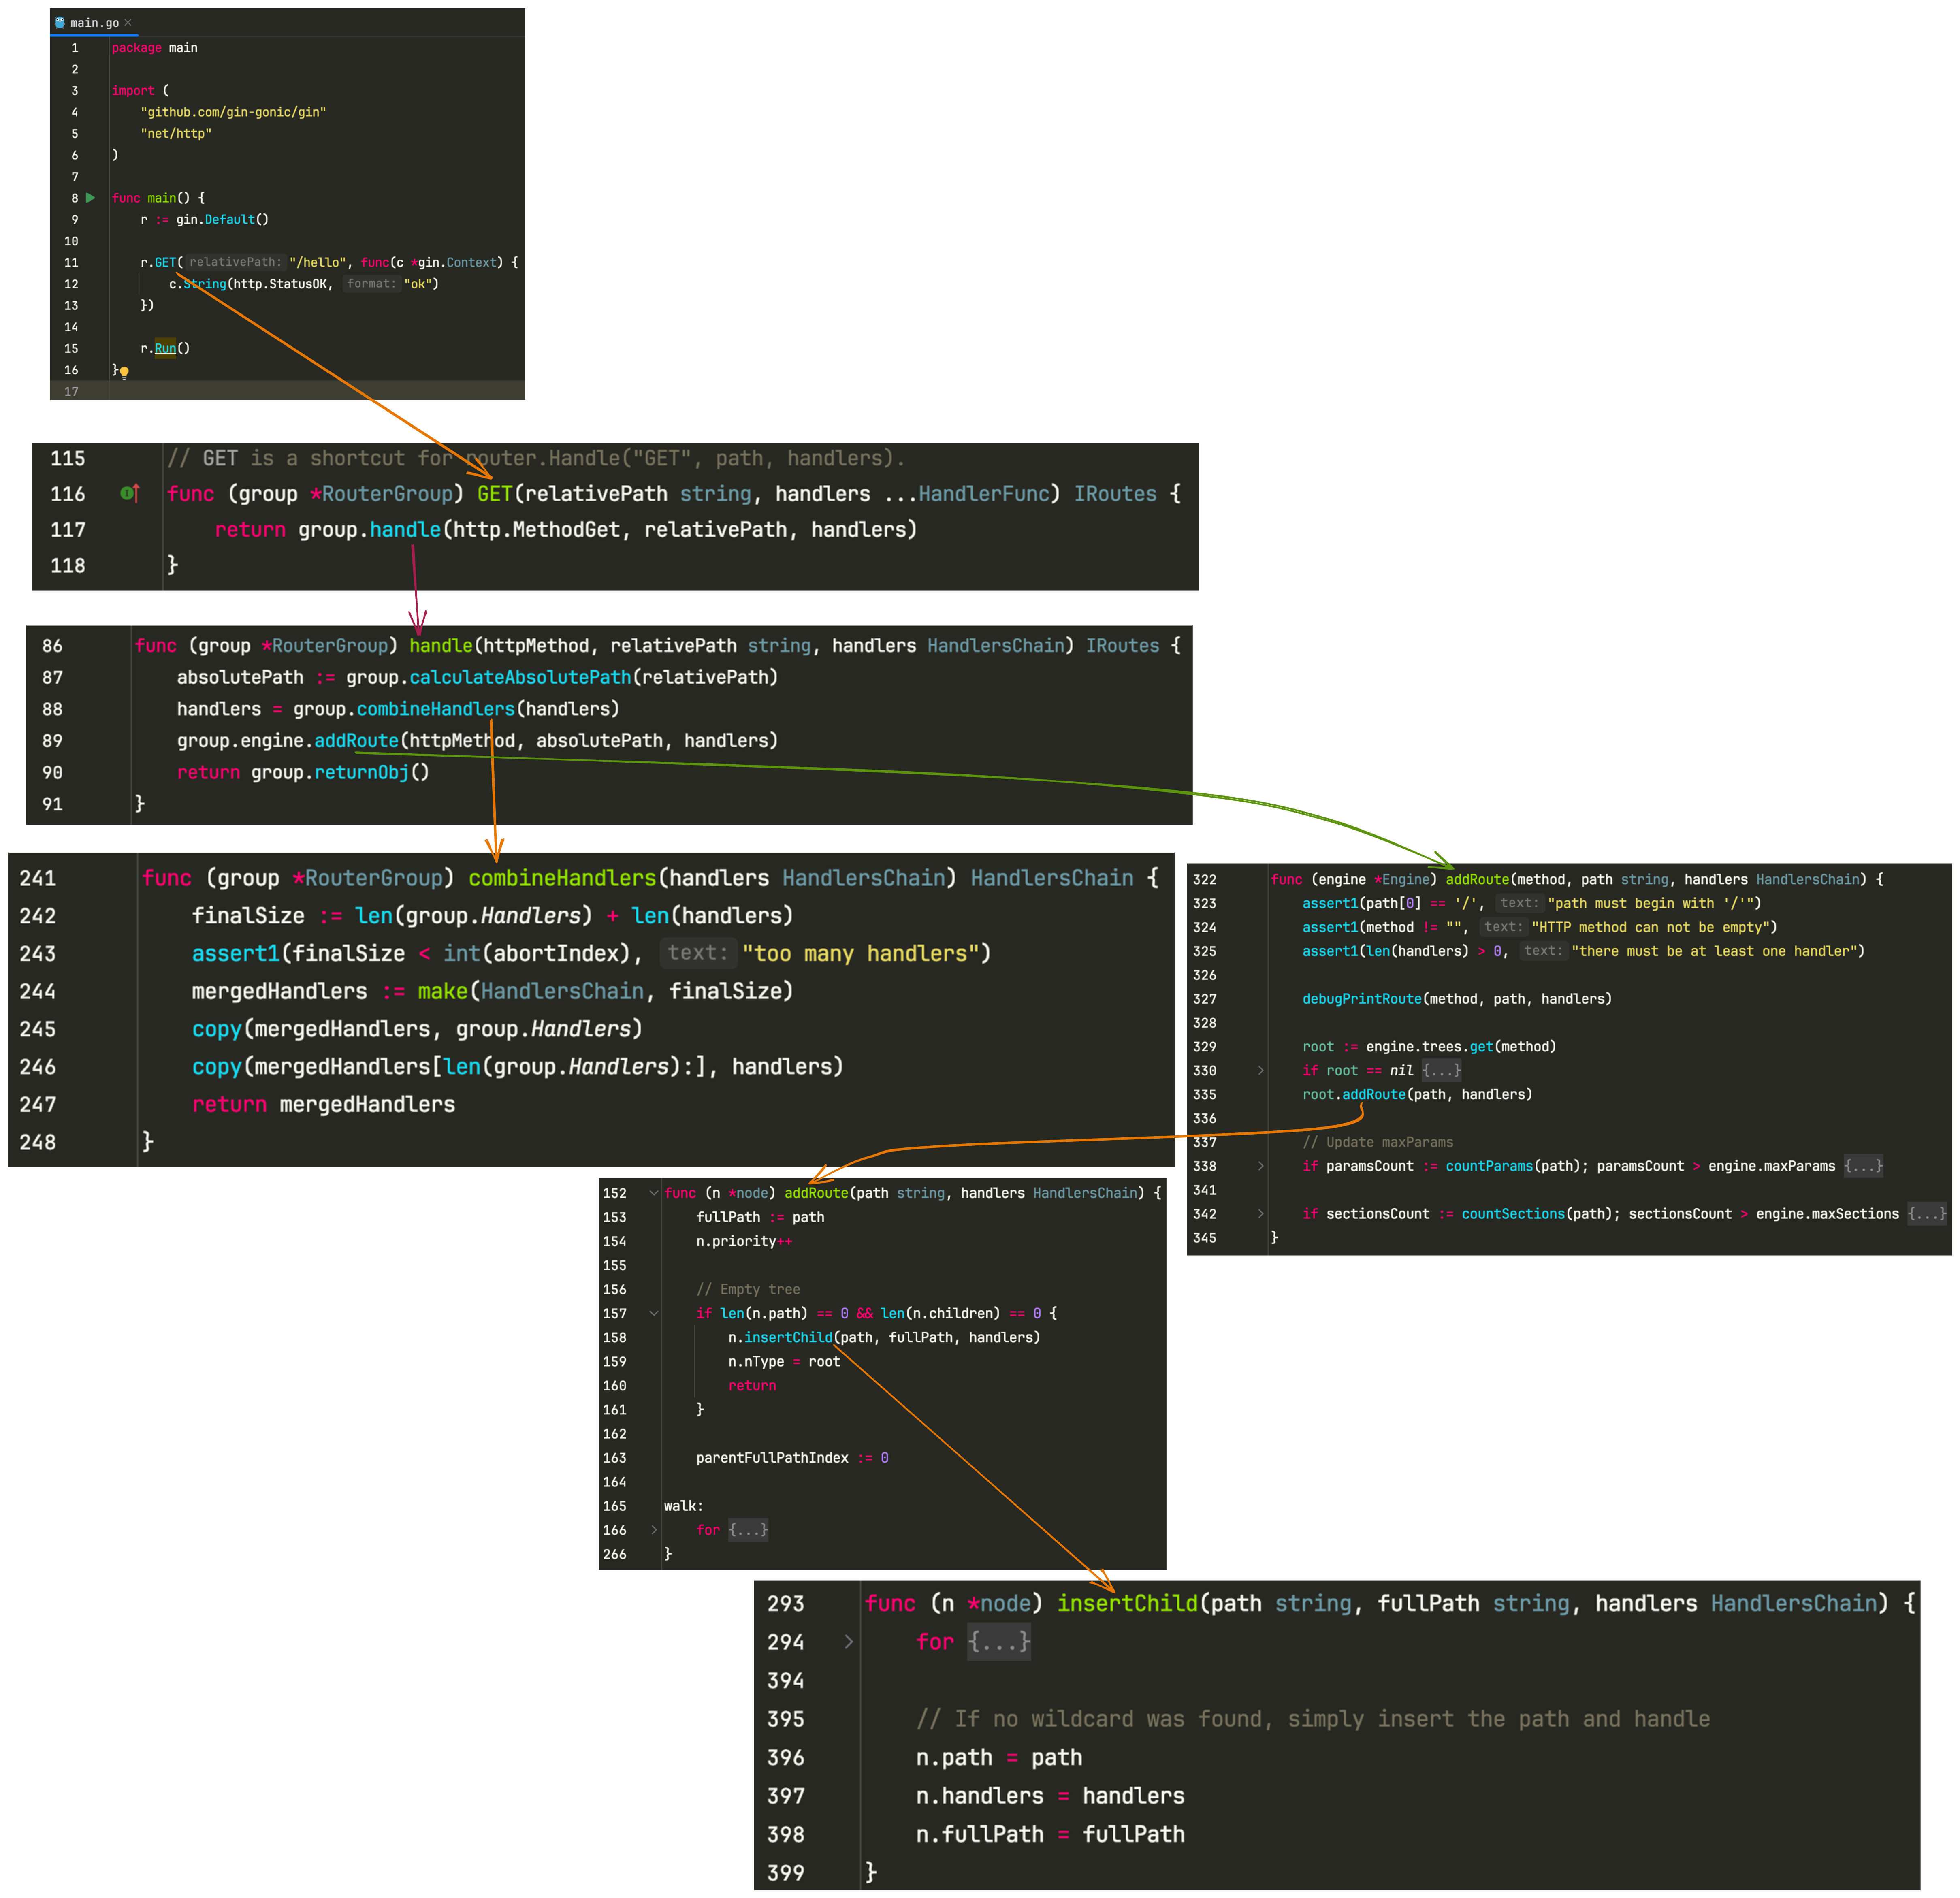 main.go ×
1 package main
2
3 import (
4     "github.com/gin-gonic/gin"
5     "net/http"
6 )
7
8 func main() {
9     r := gin.Default()
10
11     r.GET( relativePath: "/hello", func(c *gin.Context) {
12         c.String(http.StatusOK, format: "ok")
13     })
14
15     r.Run()
16 }
17
115 // GET is a shortcut for router.Handle("GET", path, handlers).
116 func (group *RouterGroup) GET(relativePath string, handlers ...HandlerFunc) IRoutes {
117     return group.handle(http.MethodGet, relativePath, handlers)
118 }
86 func (group *RouterGroup) handle(httpMethod, relativePath string, handlers HandlersChain) IRoutes {
87     absolutePath := group.calculateAbsolutePath(relativePath)
88     handlers = group.combineHandlers(handlers)
89     group.engine.addRoute(httpMethod, absolutePath, handlers)
90     return group.returnObj()
91 }
241 func (group *RouterGroup) combineHandlers(handlers HandlersChain) HandlersChain {
242     finalSize := len(group.Handlers) + len(handlers)
243     assert1(finalSize < int(abortIndex), text: "too many handlers")
244     mergedHandlers := make(HandlersChain, finalSize)
245     copy(mergedHandlers, group.Handlers)
246     copy(mergedHandlers[len(group.Handlers):], handlers)
247     return mergedHandlers
248 }
322 func (engine *Engine) addRoute(method, path string, handlers HandlersChain) {
323     assert1(path[0] == '/', text: "path must begin with '/'")
324     assert1(method != "", text: "HTTP method can not be empty")
325     assert1(len(handlers) > 0, text: "there must be at least one handler")
326
327     debugPrintRoute(method, path, handlers)
328
329     root := engine.trees.get(method)
330     if root == nil {...}
335     root.addRoute(path, handlers)
336
337     // Update maxParams
338     if paramsCount := countParams(path); paramsCount > engine.maxParams {...}
341
342     if sectionsCount := countSections(path); sectionsCount > engine.maxSections {...}
345 }
152 func (n *node) addRoute(path string, handlers HandlersChain) {
153     fullPath := path
154     n.priority++
155
156     // Empty tree
157     if len(n.path) == 0 && len(n.children) == 0 {
158         n.insertChild(path, fullPath, handlers)
159         n.nType = root
160         return
161     }
162
163     parentFullPathIndex := 0
164
165 walk:
166     for {...}
266 }
293 func (n *node) insertChild(path string, fullPath string, handlers HandlersChain) {
294     for {...}
394
395     // If no wildcard was found, simply insert the path and handle
396     n.path = path
397     n.handlers = handlers
398     n.fullPath = fullPath
399 }